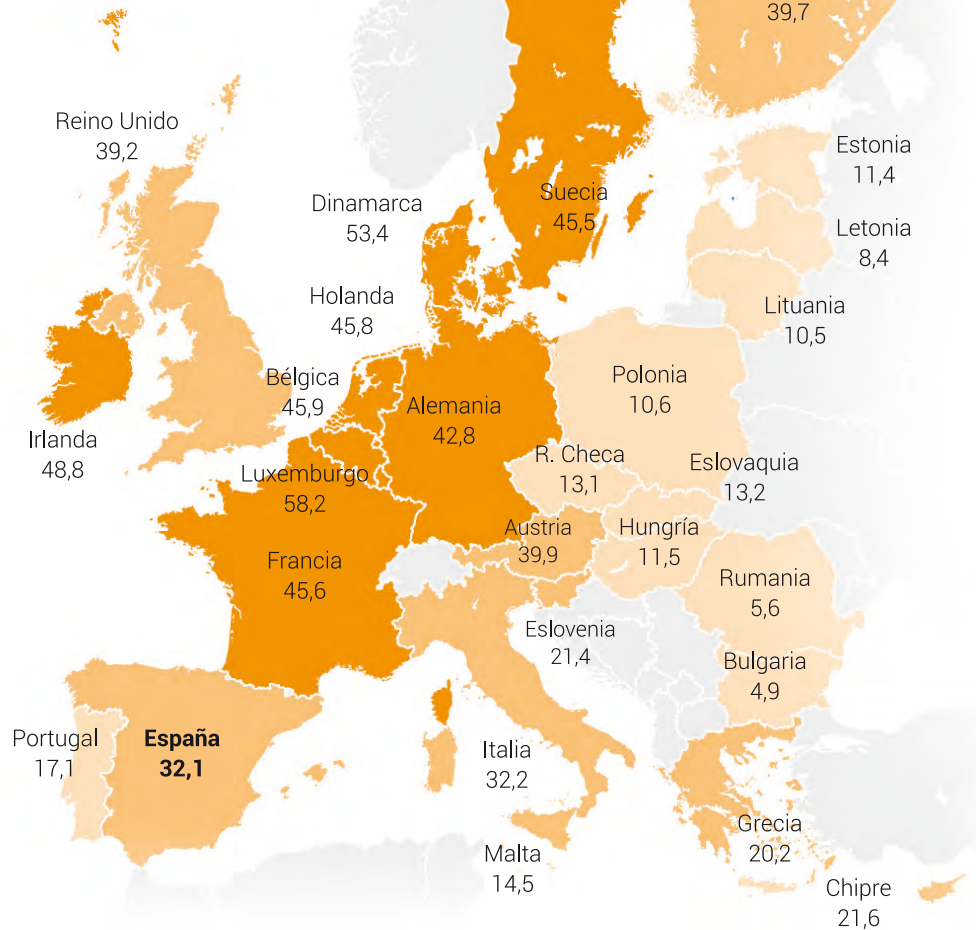 39,7
Reino Unido
39,2
Estonia
11,4
Dinamarca
53,4
Suecia
45,5
Letonia
8,4
Holanda
45,8
Lituania
10,5
Bélgica
45,9
Polonia
10,6
Alemania
42,8
Irlanda
48,8
R. Checa
13,1
Eslovaquia
13,2
Luxemburgo
58,2
Austria
39,9
Hungría
11,5
Francia
45,6
Rumania
5,6
Eslovenia
21,4
Bulgaria
4,9
Portugal
17,1
España
32,1
Italia
32,2
Grecia
20,2
Malta
14,5
Chipre
21,6